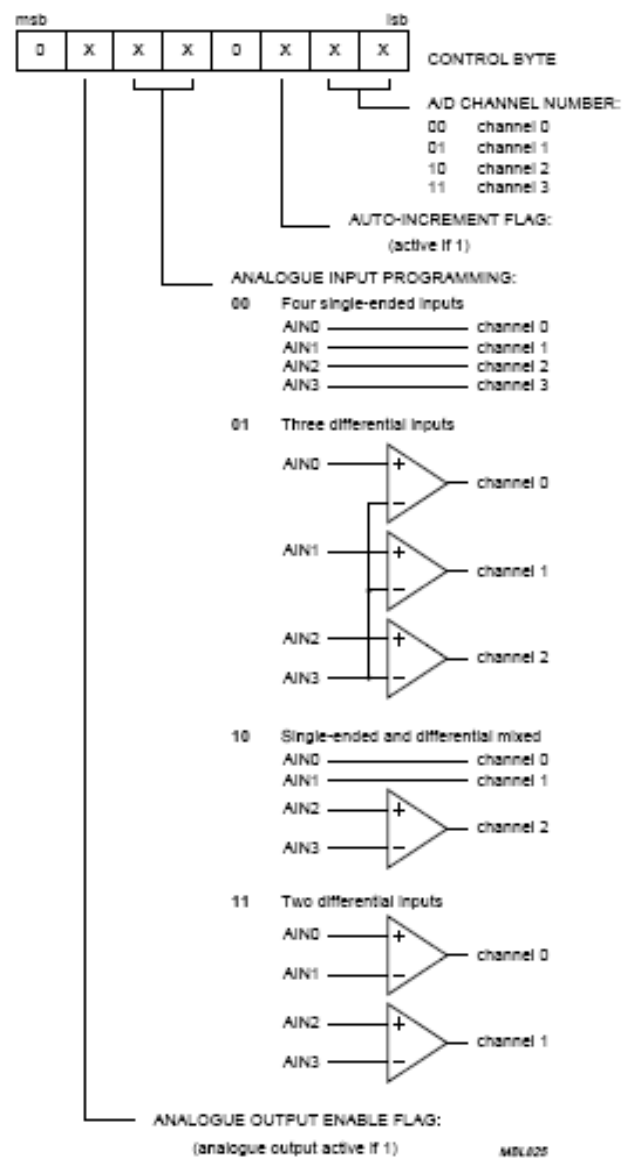 msb lsb
0 X X X 0 X X X
CONTROL BYTE
A/D CHANNEL NUMBER:
00 channel 0
01 channel 1
10 channel 2
11 channel 3
AUTO-INCREMENT FLAG:
(active if 1)
ANALOGUE INPUT PROGRAMMING:
00 Four single-ended inputs
AIN0 channel 0
AIN1 channel 1
AIN2 channel 2
AIN3 channel 3
01 Three differential inputs
AIN0 + channel 0
−
AIN1 + channel 1
−
AIN2 + channel 2
AIN3 −
10 Single-ended and differential mixed
AIN0 channel 0
AIN1 channel 1
AIN2 + channel 2
AIN3 −
11 Two differential inputs
AIN0 + channel 0
AIN1 −
AIN2 + channel 1
AIN3 −
ANALOGUE OUTPUT ENABLE FLAG:
(analogue output active if 1)
MBL025